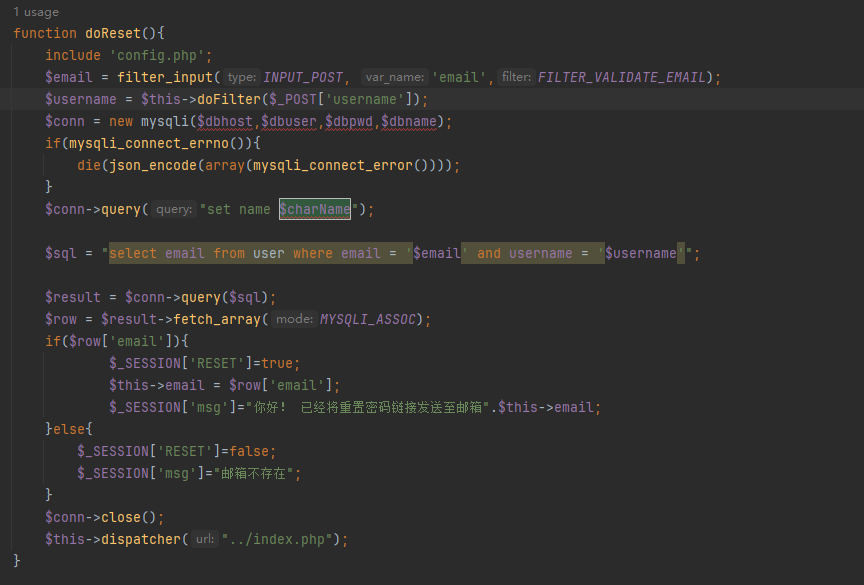 1 usage
function doReset(){
include 'config.php';
$email = filter_input( type: INPUT_POST, var_name: 'email', filter: FILTER_VALIDATE_EMAIL);
$username = $this->doFilter($_POST['username']);
$conn = new mysqli($dbhost,$dbuser,$dbpwd,$dbname);
if(mysqli_connect_errno()){
die(json_encode(array(mysqli_connect_error())));
}
$conn->query( query: "set name $charName");
$sql = "select email from user where email = '$email' and username = '$username'";
$result = $conn->query($sql);
$row = $result->fetch_array( mode: MYSQLI_ASSOC);
if($row['email']){
$_SESSION['RESET']=true;
$this->email = $row['email'];
$_SESSION['msg']="你好! 已经将重置密码链接发送至邮箱".$this->email;
}else{
$_SESSION['RESET']=false;
$_SESSION['msg']="邮箱不存在";
}
$conn->close();
$this->dispatcher( url: "../index.php");
}